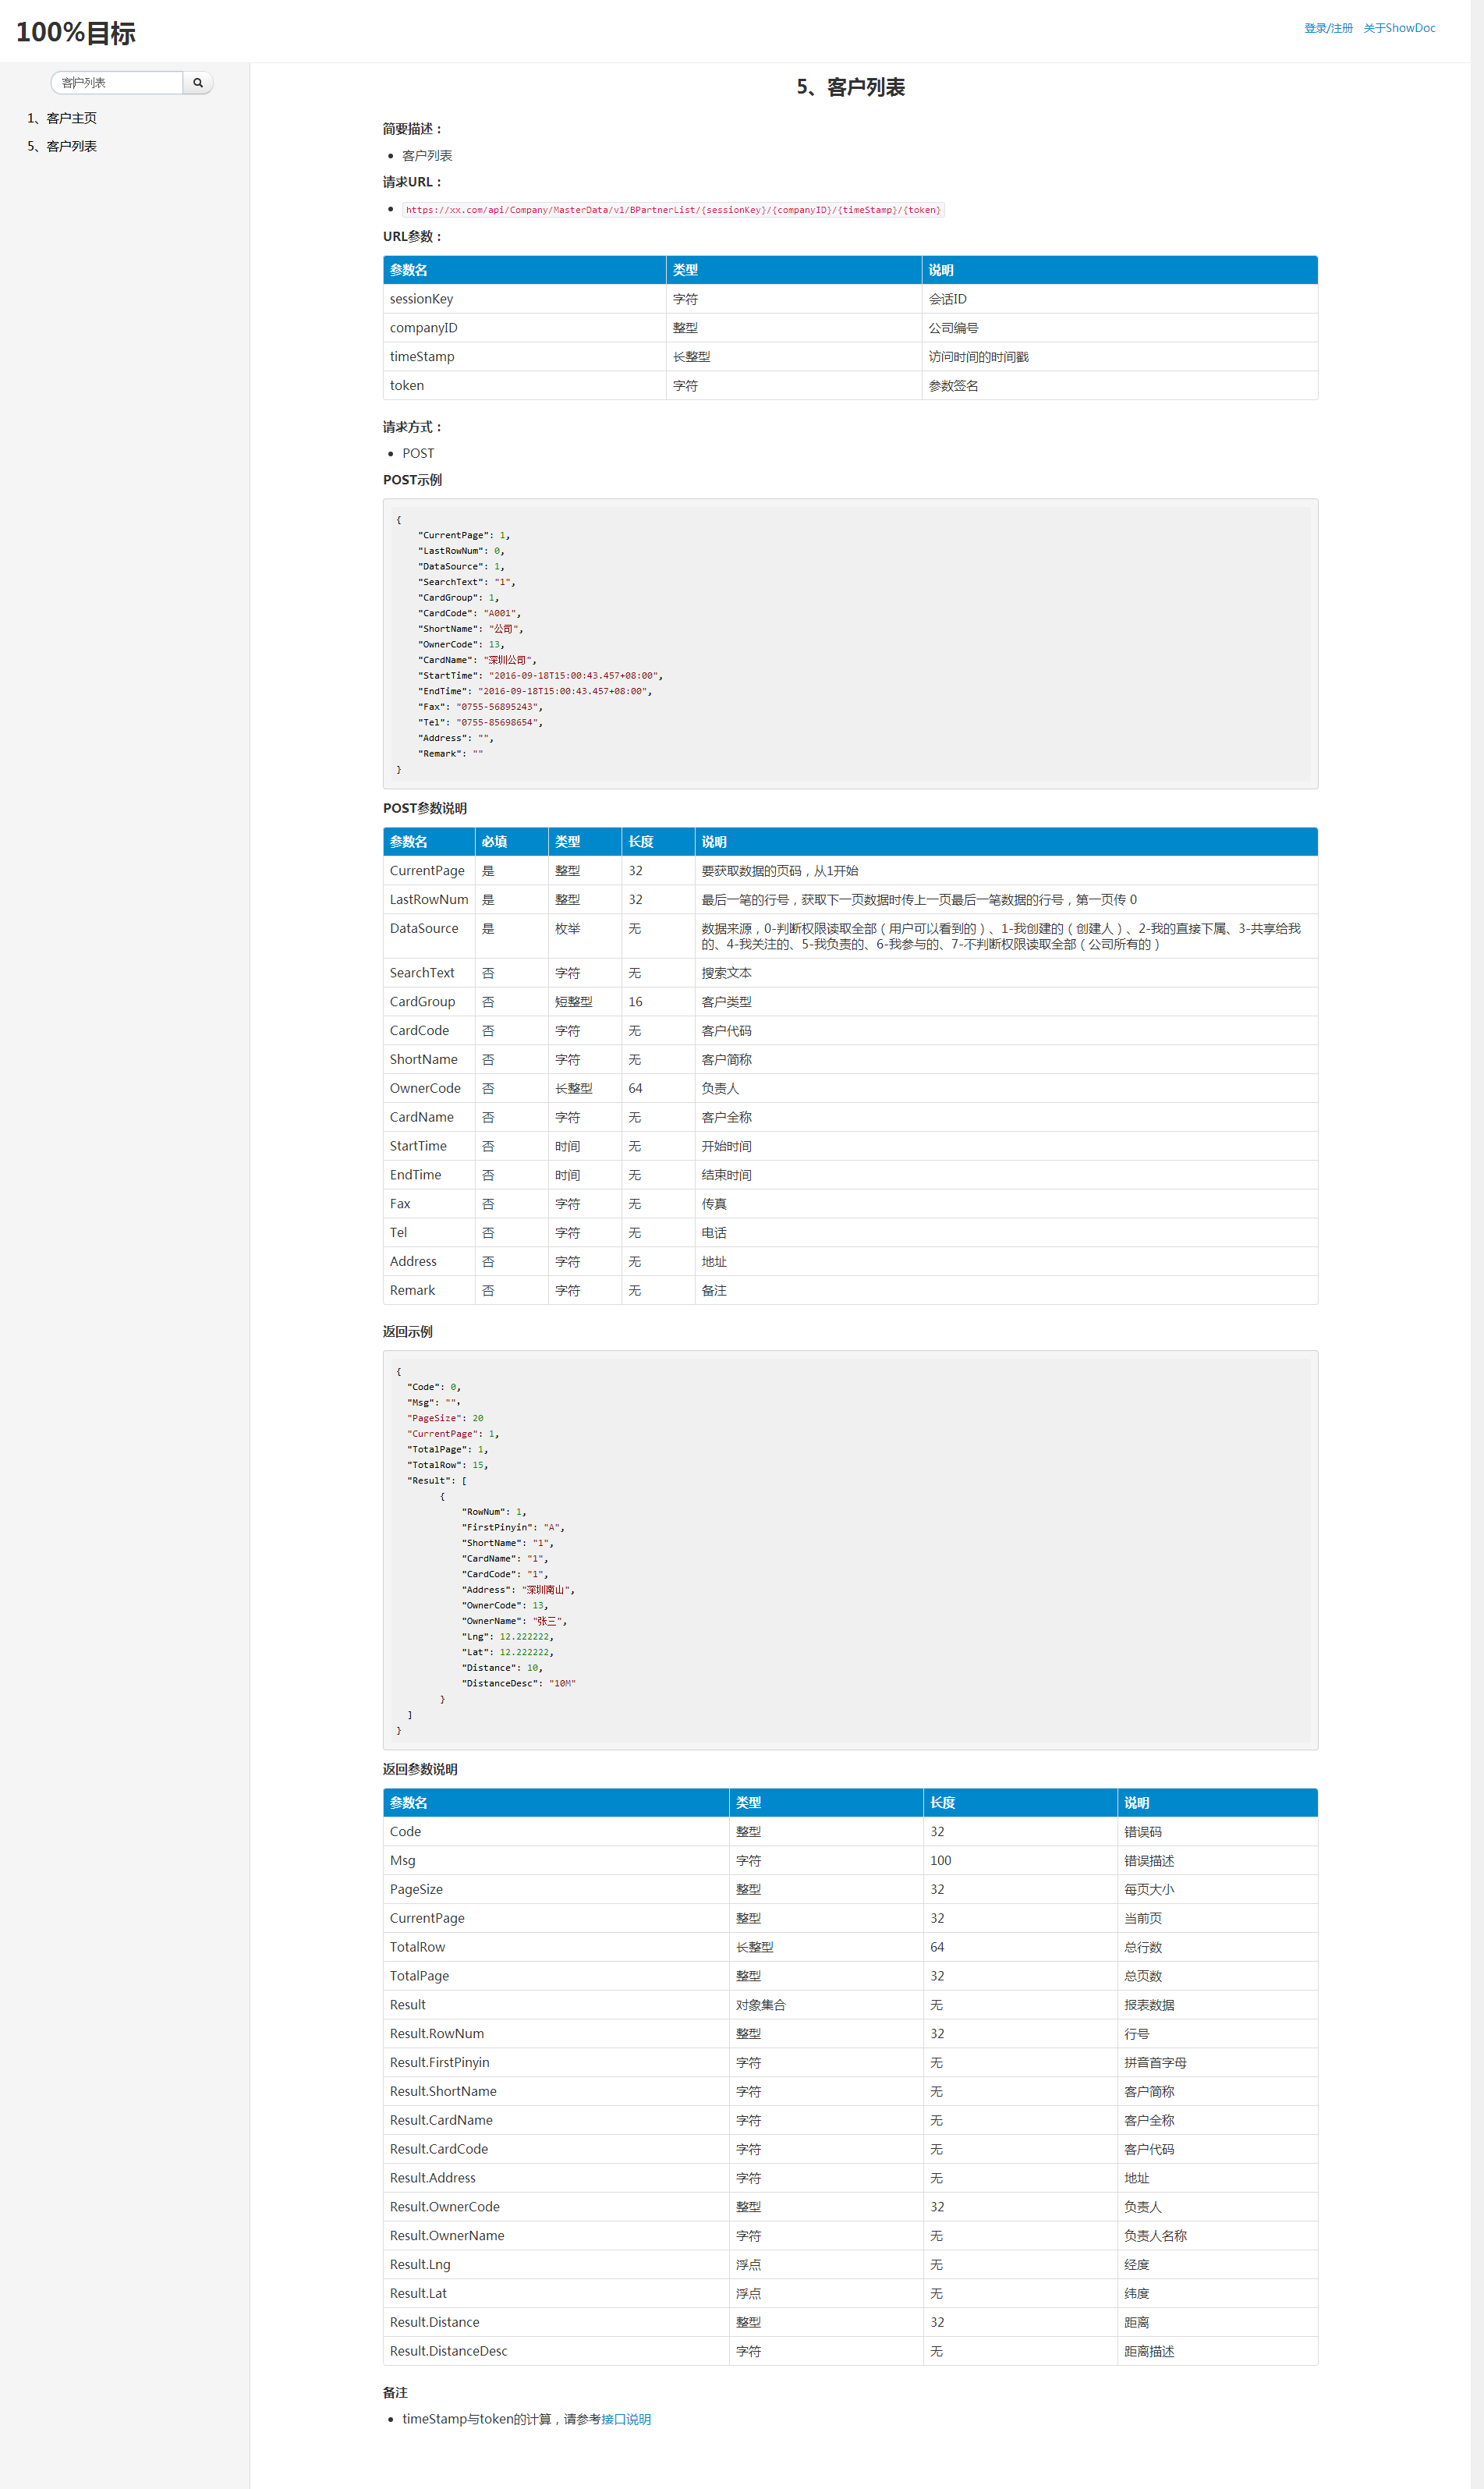 100%目标
登录/注册 关于ShowDoc
客户列表
1、客户主页
5、客户列表
5、客户列表
简要描述：
客户列表
请求URL：
https://xx.com/api/Company/MasterData/v1/BPartnerList/{sessionKey}/{companyID}/{timeStamp}/{token}
URL参数：
参数名 类型 说明
sessionKey 字符 会话ID
companyID 整型 公司编号
timeStamp 长整型 访问时间的时间戳
token 字符 参数签名
请求方式：
POST
POST示例
{
"CurrentPage": 1,
"LastRowNum": 0,
"DataSource": 1,
"SearchText": "1",
"CardGroup": 1,
"CardCode": "A001",
"ShortName": "公司",
"OwnerCode": 13,
"CardName": "深圳公司",
"StartTime": "2016-09-18T15:00:43.457+08:00",
"EndTime": "2016-09-18T15:00:43.457+08:00",
"Fax": "0755-56895243",
"Tel": "0755-85698654",
"Address": "",
"Remark": ""
}
POST参数说明
参数名 必填 类型 长度 说明
CurrentPage 是 整型 32 要获取数据的页码，从1开始
LastRowNum 是 整型 32 最后一笔的行号，获取下一页数据时传上一页最后一笔数据的行号，第一页传 0
DataSource 是 枚举 无 数据来源，0-判断权限读取全部（用户可以看到的）、1-我创建的（创建人）、2-我的直接下属、3-共享给我
的、4-我关注的、5-我负责的、6-我参与的、7-不判断权限读取全部（公司所有的）
SearchText 否 字符 无 搜索文本
CardGroup 否 短整型 16 客户类型
CardCode 否 字符 无 客户代码
ShortName 否 字符 无 客户简称
OwnerCode 否 长整型 64 负责人
CardName 否 字符 无 客户全称
StartTime 否 时间 无 开始时间
EndTime 否 时间 无 结束时间
Fax 否 字符 无 传真
Tel 否 字符 无 电话
Address 否 字符 无 地址
Remark 否 字符 无 备注
返回示例
{
"Code": 0,
"Msg": ""，
"PageSize": 20
"CurrentPage": 1,
"TotalPage": 1,
"TotalRow": 15,
"Result": [
{
"RowNum": 1,
"FirstPinyin": "A",
"ShortName": "1",
"CardName": "1",
"CardCode": "1",
"Address": "深圳南山",
"OwnerCode": 13,
"OwnerName": "张三",
"Lng": 12.222222,
"Lat": 12.222222,
"Distance": 10,
"DistanceDesc": "10M"
}
]
}
返回参数说明
参数名 类型 长度 说明
Code 整型 32 错误码
Msg 字符 100 错误描述
PageSize 整型 32 每页大小
CurrentPage 整型 32 当前页
TotalRow 长整型 64 总行数
TotalPage 整型 32 总页数
Result 对象集合 无 报表数据
Result.RowNum 整型 32 行号
Result.FirstPinyin 字符 无 拼音首字母
Result.ShortName 字符 无 客户简称
Result.CardName 字符 无 客户全称
Result.CardCode 字符 无 客户代码
Result.Address 字符 无 地址
Result.OwnerCode 整型 32 负责人
Result.OwnerName 字符 无 负责人名称
Result.Lng 浮点 无 经度
Result.Lat 浮点 无 纬度
Result.Distance 整型 32 距离
Result.DistanceDesc 字符 无 距离描述
备注
timeStamp与token的计算，请参考接口说明